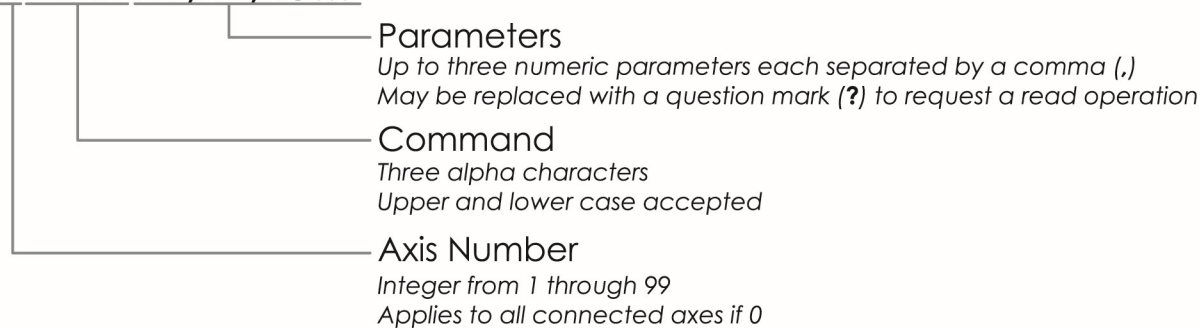 Parameters
Up to three numeric parameters each separated by a comma (,)
May be replaced with a question mark (?) to request a read operation
Command
Three alpha characters
Upper and lower case accepted
Axis Number
Integer from 1 through 99
Applies to all connected axes if 0